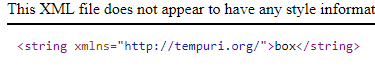 This XML file does not appear to have any style informat
<string xmlns="http://tempuri.org/">box</string>